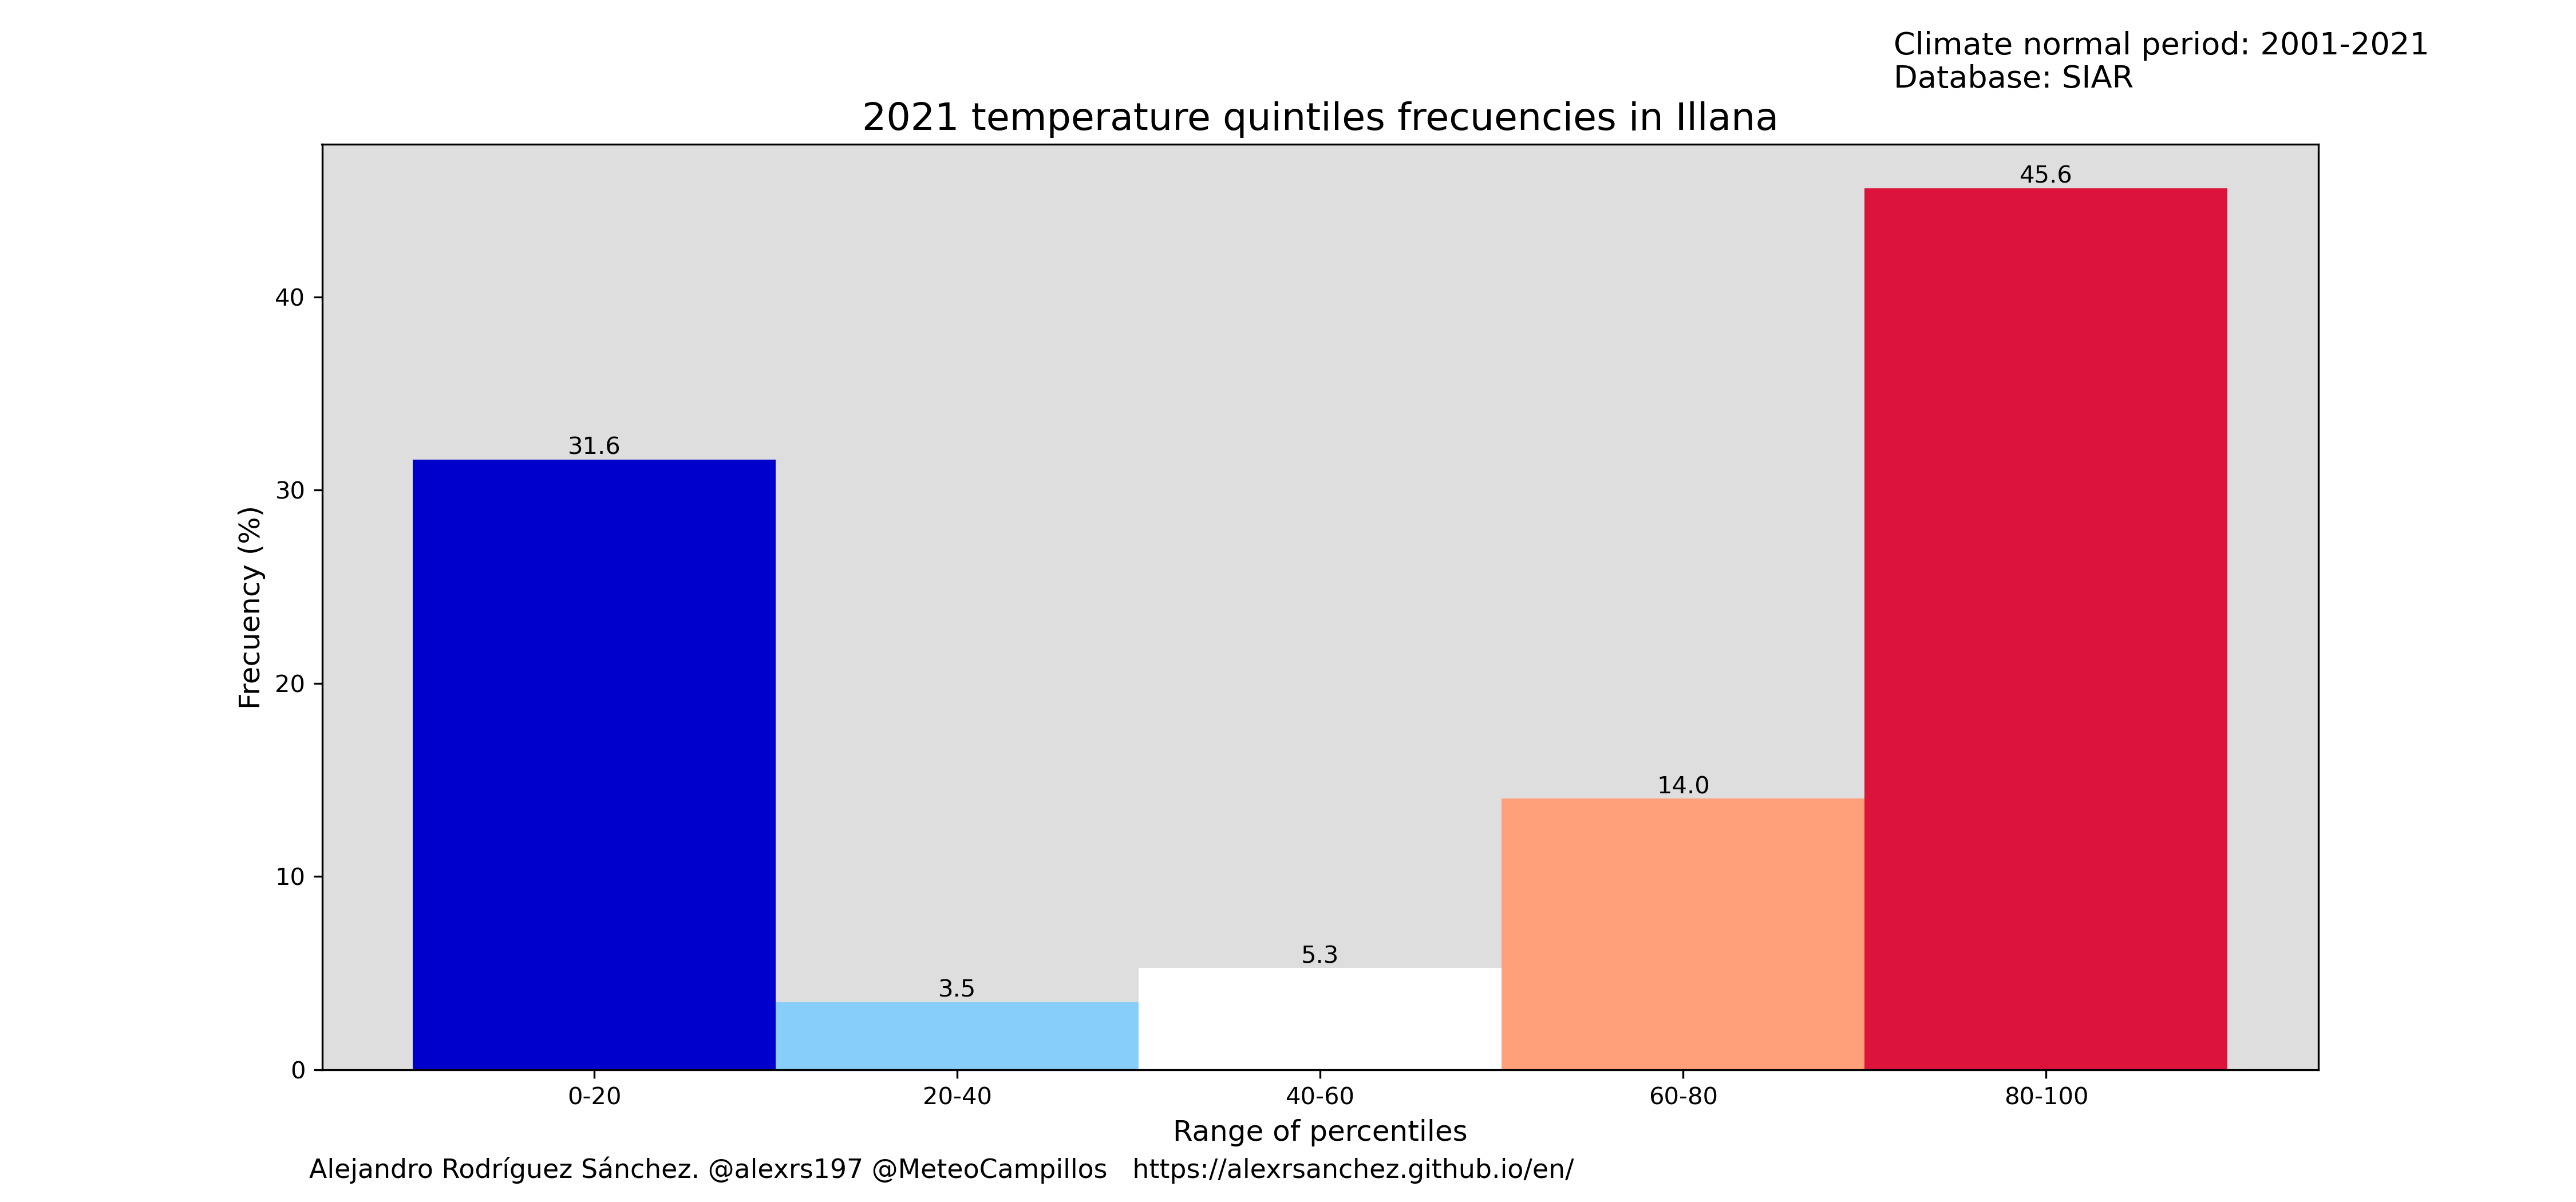 Climate normal period: 2001-2021
Database: SIAR
2021 temperature quintiles frecuencies in Illana
45.6
40
31.6
30
Frecuency (%)
20
14.0
10
5.3
3.5
0
0-20 20-40 40-60 60-80 80-100
Range of percentiles
Alejandro Rodríguez Sánchez. @alexrs197 @MeteoCampillos https://alexrsanchez.github.io/en/